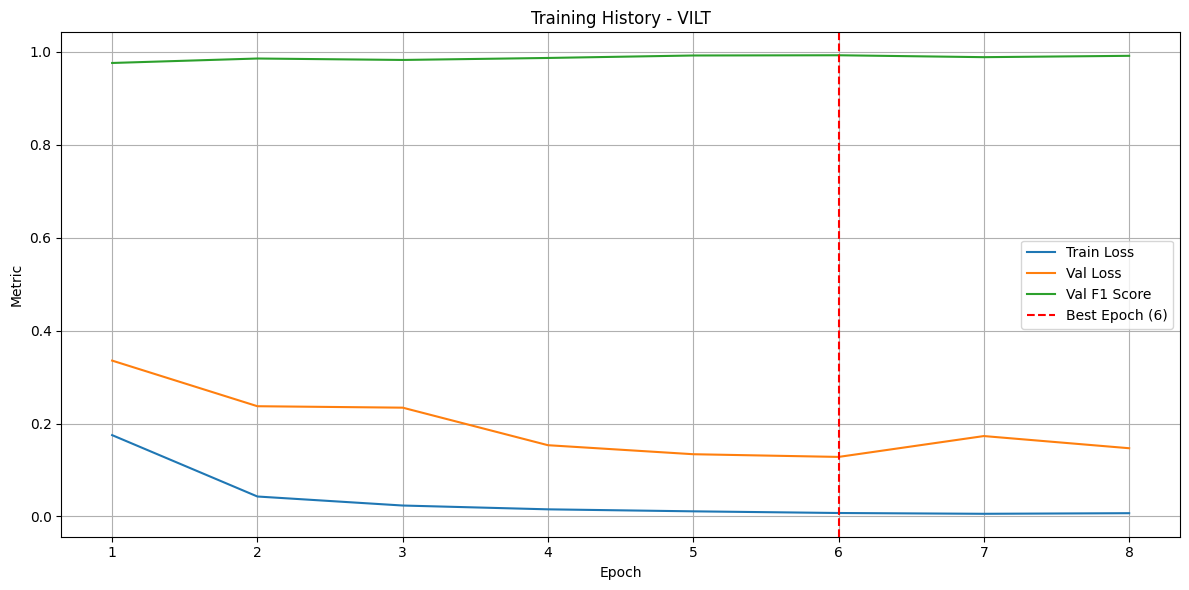 Training History - VILT
Metric
1.0
0.8
0.6
0.4
0.2
0.0
Train Loss
Val Loss
Val F1 Score
Best Epoch (6)
1 2 3 4 5 6 7 8
Epoch